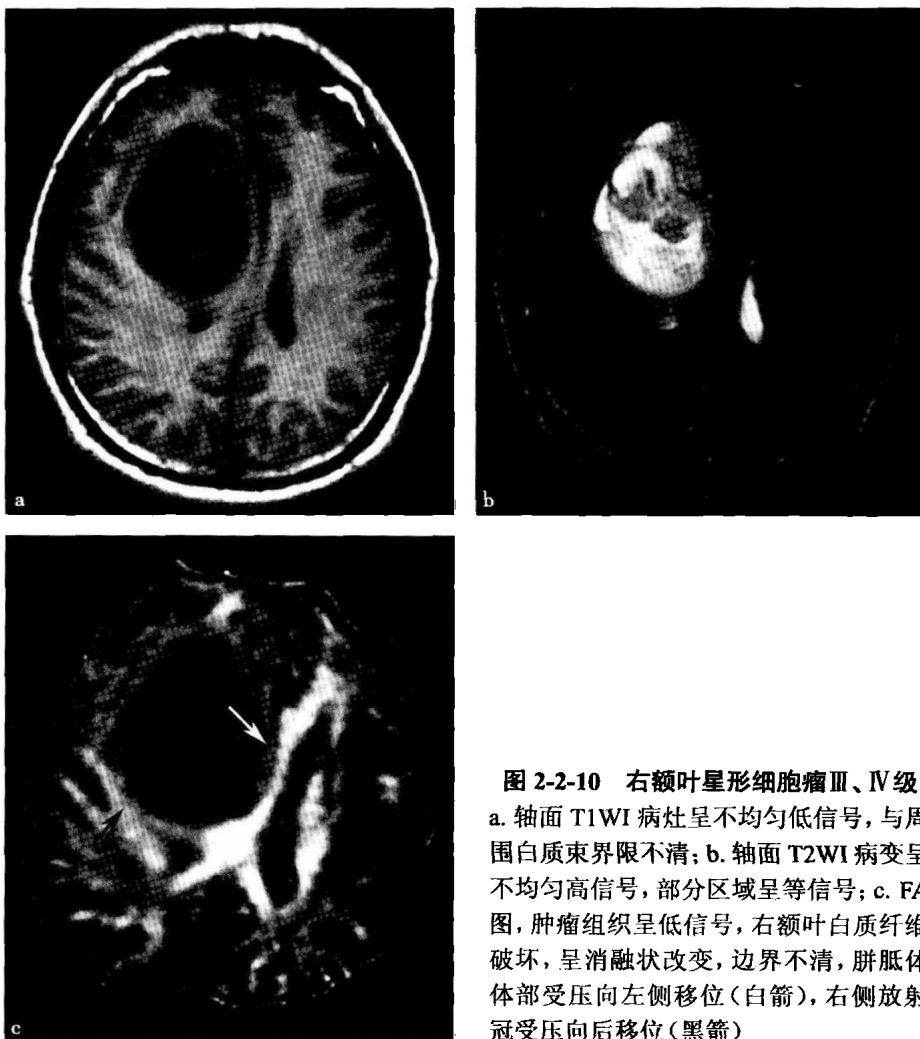 a
b
c
图 2-2-10 右额叶星形细胞瘤Ⅲ、Ⅳ级
a. 轴面 T1WI 病灶呈不均匀低信号，与周
围白质束界限不清；b. 轴面 T2WI 病变呈
不均匀高信号，部分区域呈等信号；c. FA
图，肿瘤组织呈低信号，右额叶白质纤维
破坏，呈消融状改变，边界不清，胼胝体
体部受压向左侧移位（白箭），右侧放射
冠受压向后移位（黑箭）